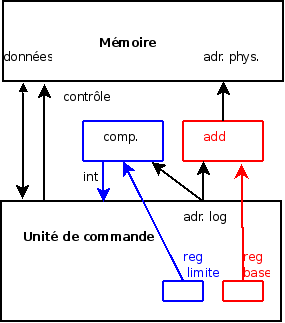 Mémoire
données
adr. phys.
contrôle
comp.
add
int
adr. log
Unité de commande
reg
limite
reg
base